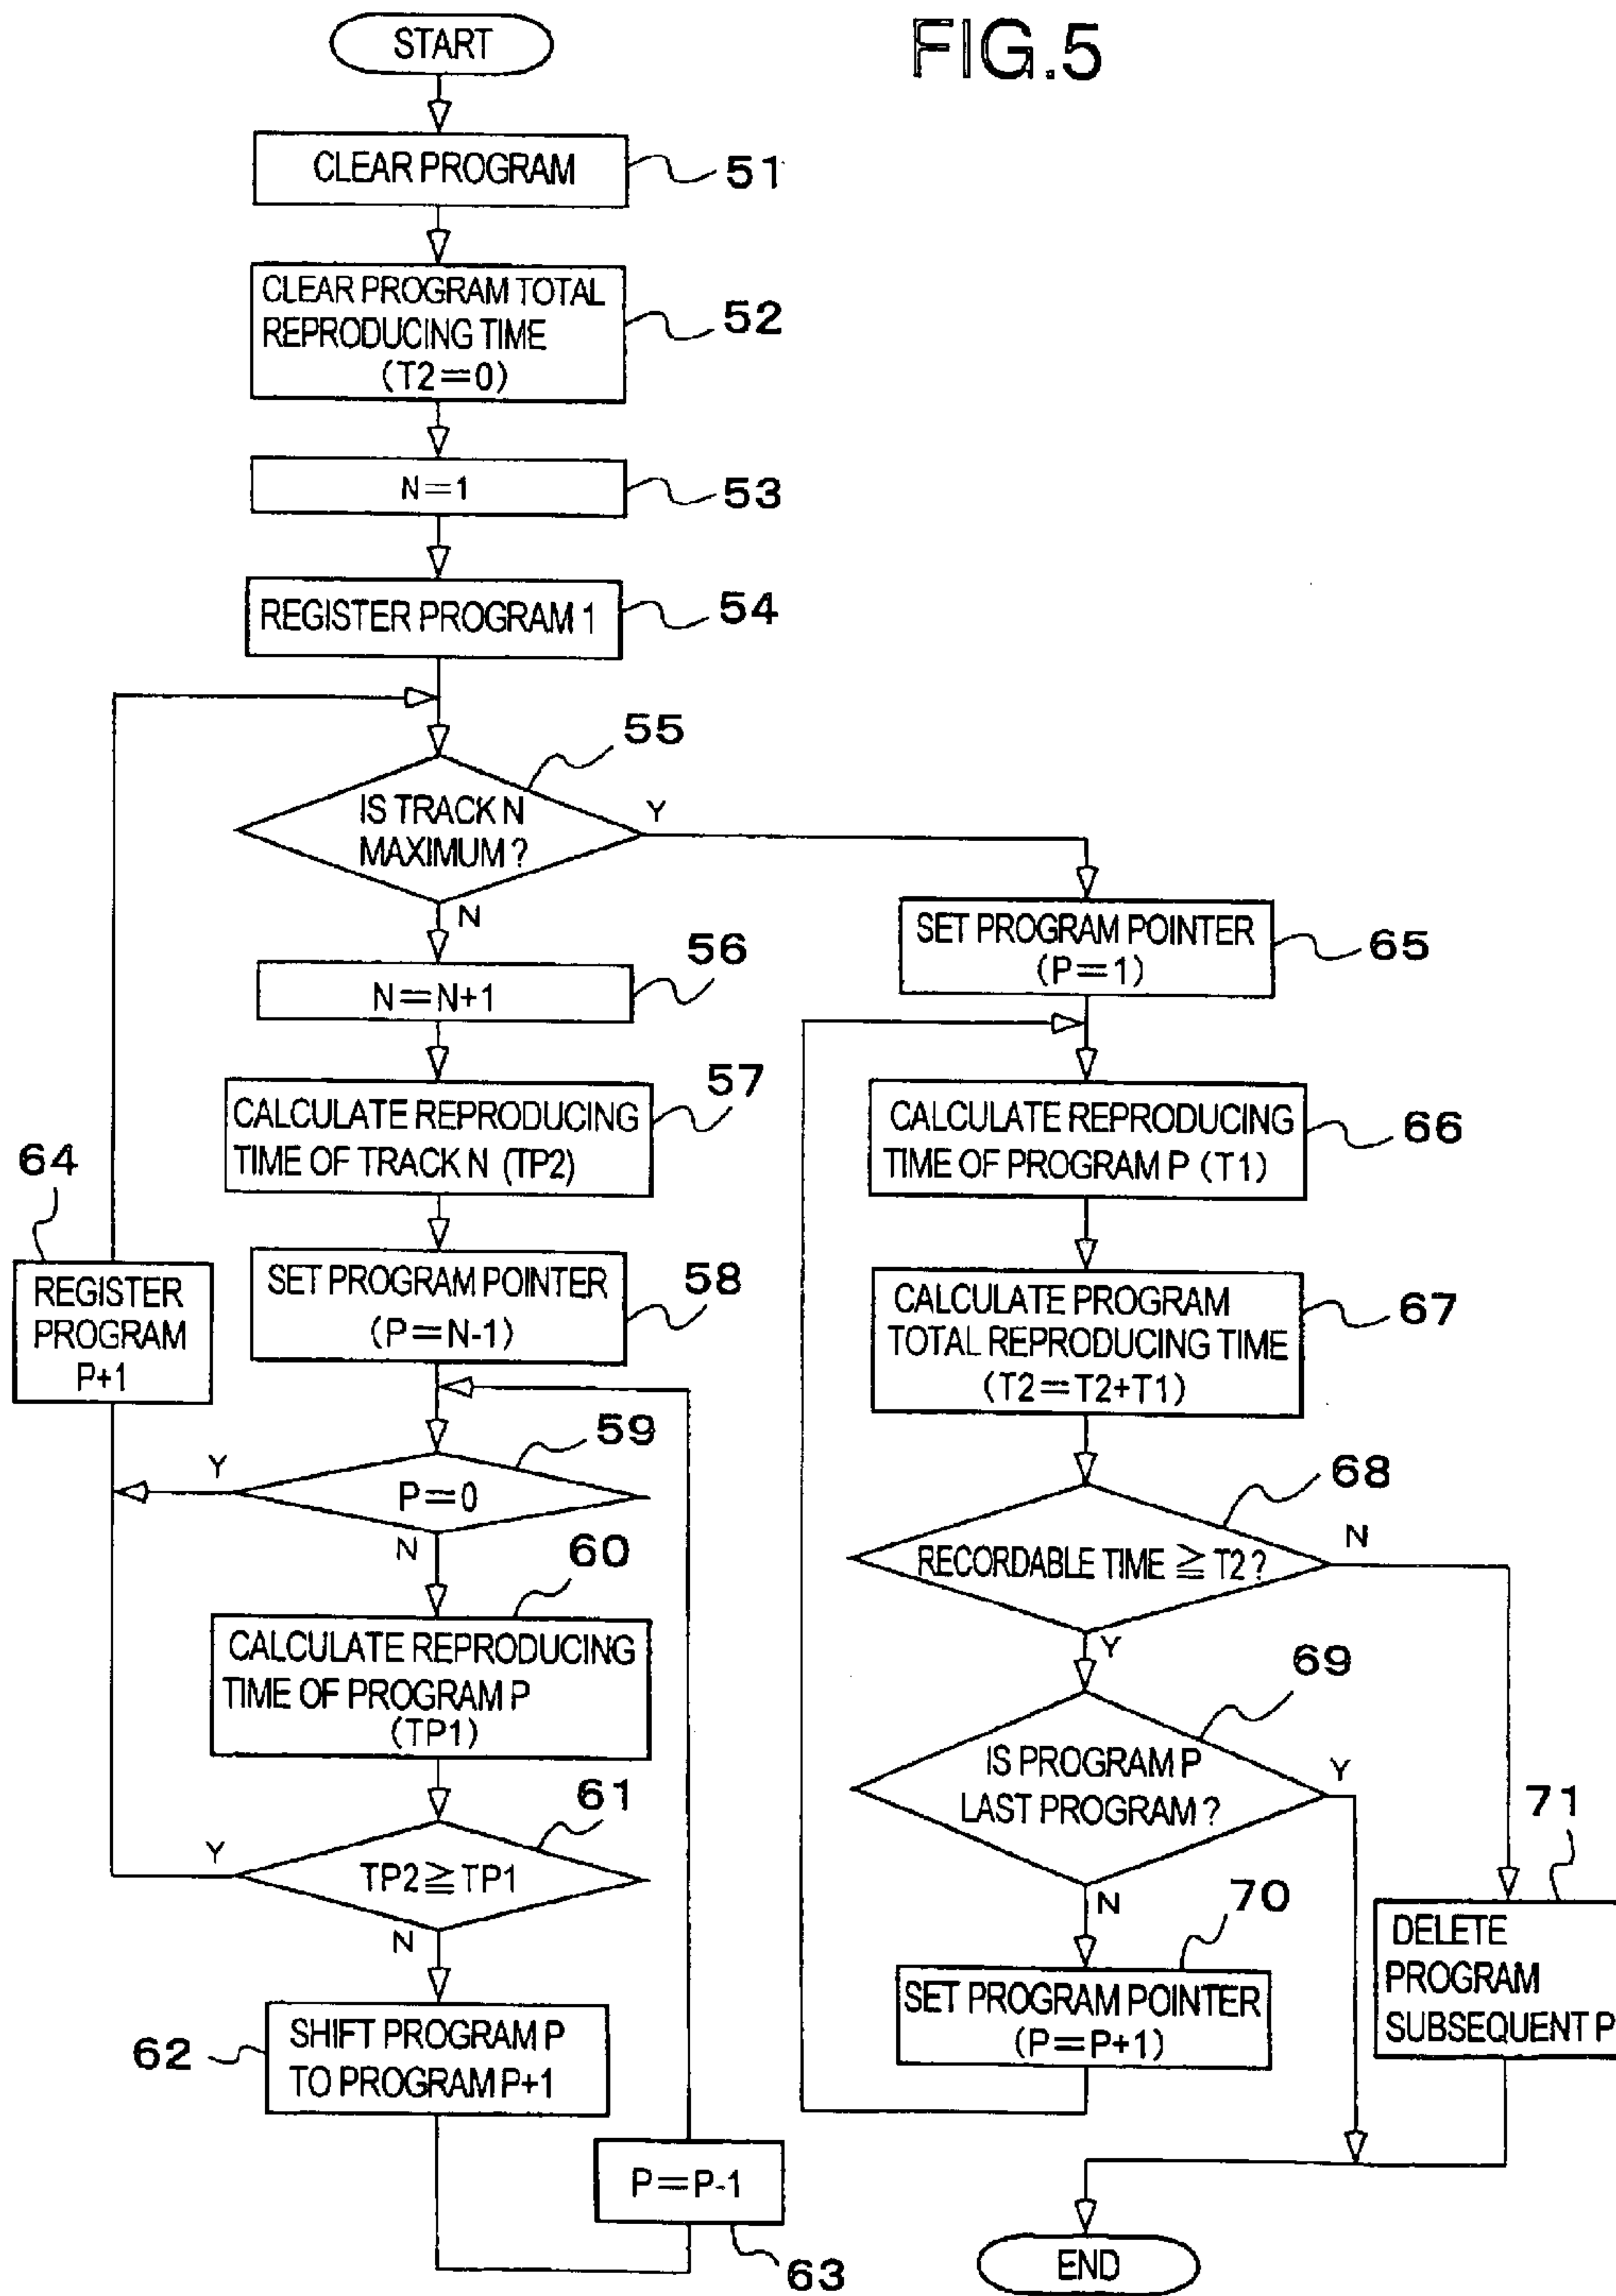 FIG.5
START
CLEAR PROGRAM
51
CLEAR PROGRAM TOTAL
REPRODUCING TIME
(T2=0)
52
N=1
53
REGISTER PROGRAM 1
54
55
IS TRACK N
MAXIMUM?
Y
N
56
N=N+1
57
CALCULATE REPRODUCING
TIME OF TRACK N (TP2)
SET PROGRAM POINTER
(P=N-1)
58
64
REGISTER
PROGRAM
P+1
59
P=0
Y
N
60
CALCULATE REPRODUCING
TIME OF PROGRAM P
(TP1)
61
TP2≧TP1
Y
N
SHIFT PROGRAM P
TO PROGRAM P+1
62
P=P-1
63
SET PROGRAM POINTER
(P=1)
65
CALCULATE REPRODUCING
TIME OF PROGRAM P (T1)
66
CALCULATE PROGRAM
TOTAL REPRODUCING TIME
(T2=T2+T1)
67
68
RECORDABLE TIME ≧ T2?
N
Y
69
IS PROGRAM P
LAST PROGRAM?
Y
N
70
SET PROGRAM POINTER
(P=P+1)
71
DELETE
PROGRAM
SUBSEQUENT P
END